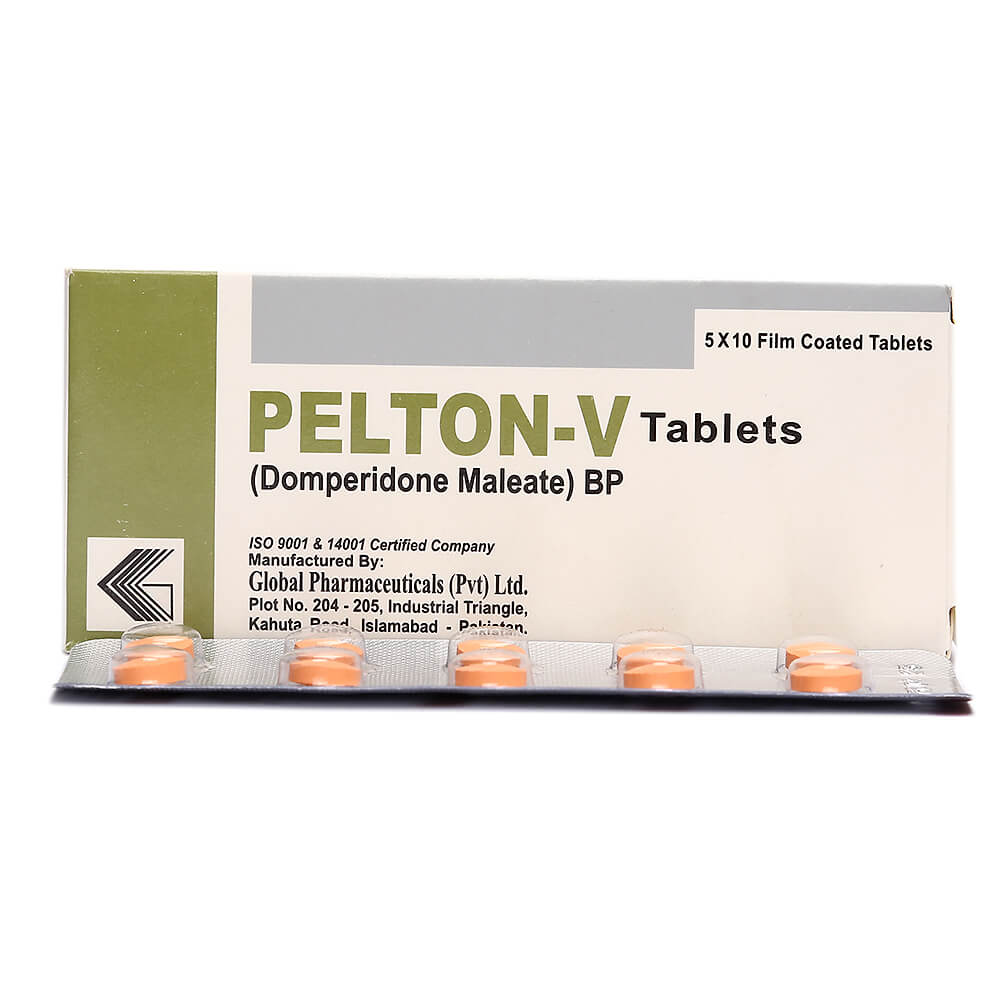 5 X 10 Film Coated Tablets
PELTON-V Tablets
(Domperidone Maleate) BP
ISO 9001 & 14001 Certified Company
Manufactured By:
Global Pharmaceuticals (Pvt) Ltd.
Plot No. 204 - 205, Industrial Triangle,
Kahuta Road, Islamabad - Pakistan.